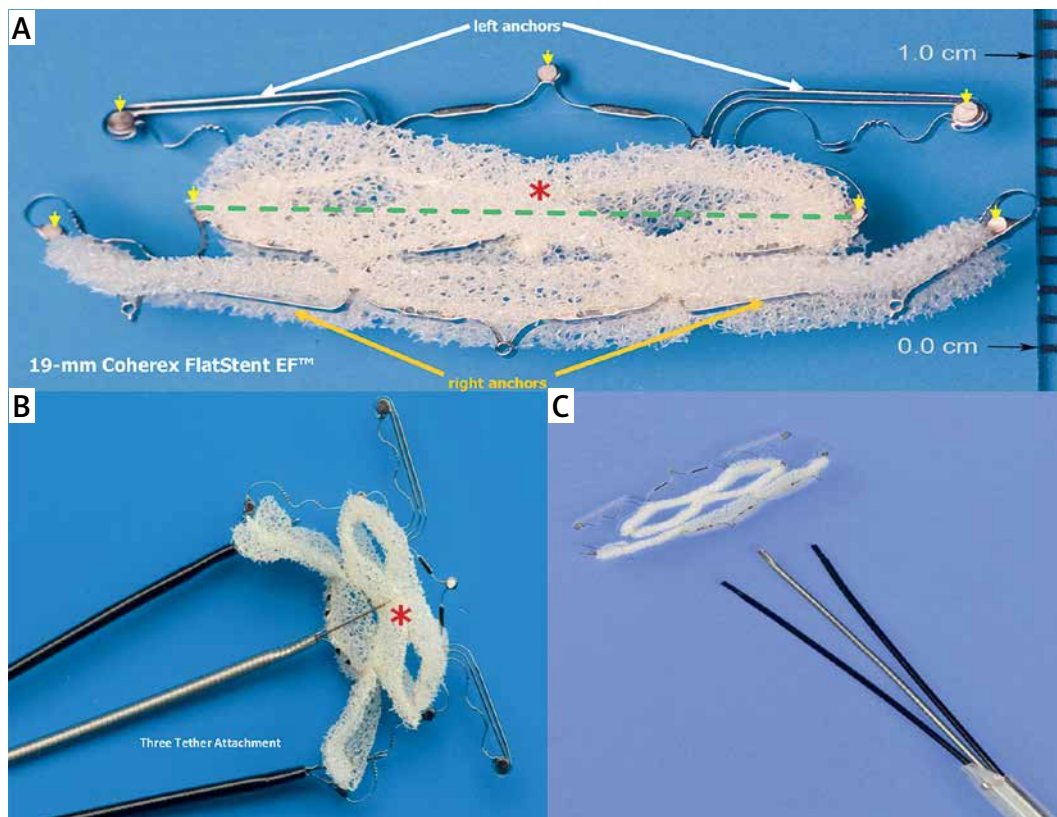 A
left anchors
1.0 cm
*
0.0 cm
19-mm Coherex FlatStent EF™
right anchors
B
C
*
Three Tether Attachment